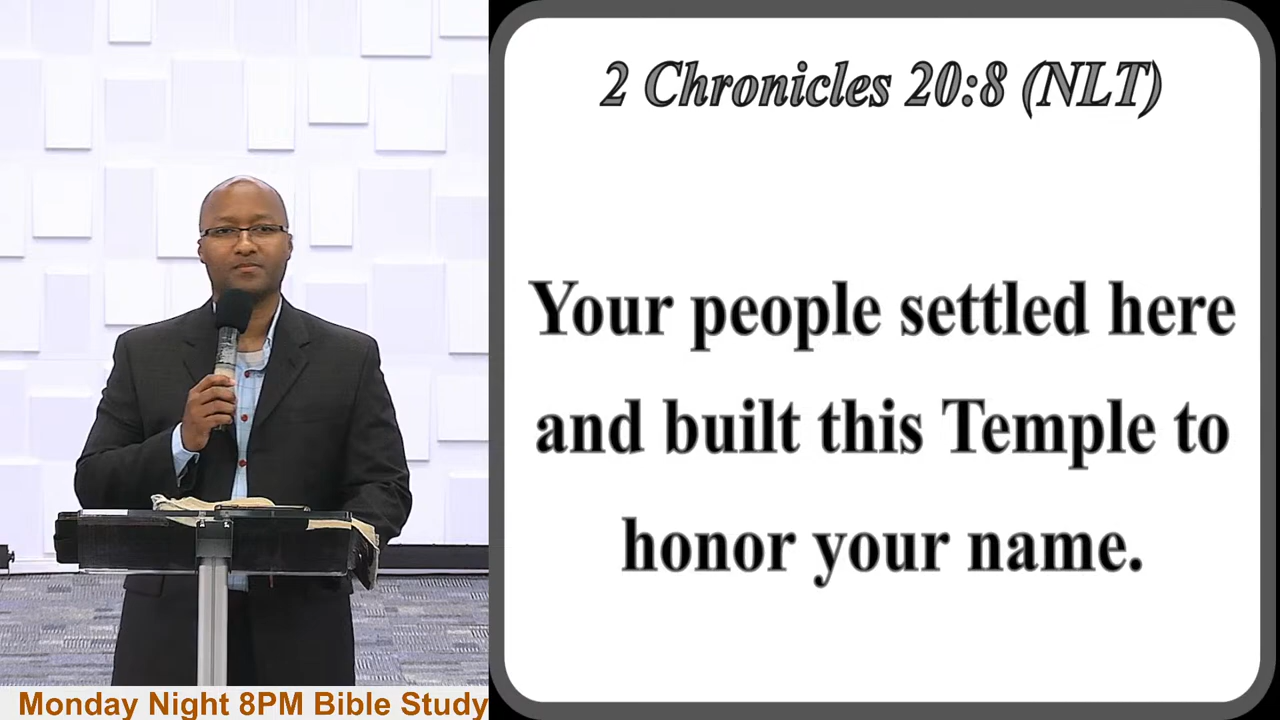 2 Chronicles 20:8 (NLT)
Your people settled here
and built this Temple to
honor your name.
Monday Night 8PM Bible Study